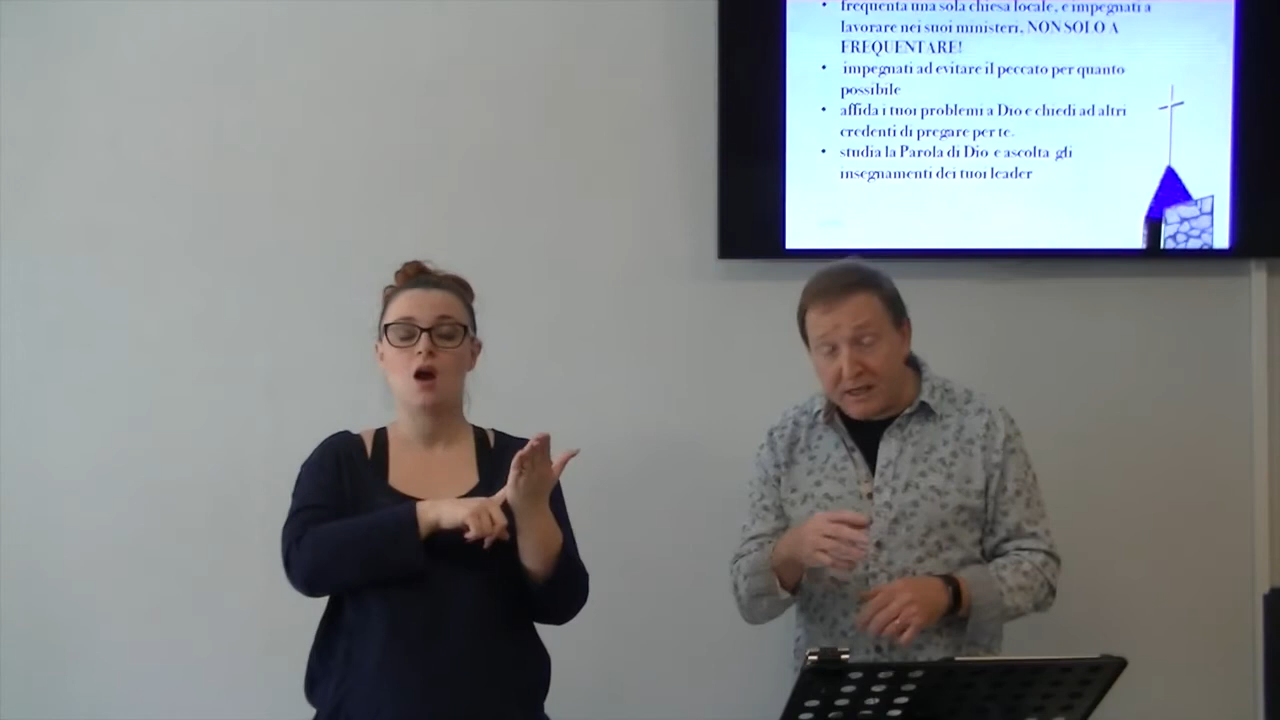 • frequenta una sola chiesa locale, e impegnati a
lavorare nei suoi ministeri, NON SOLO A
FREQUENTARE!
• impegnati ad evitare il peccato per quanto
possibile
• affida i tuoi problemi a Dio e chiedi ad altri
credenti di pregare per te.
• studia la Parola di Dio e ascolta gli
insegnamenti dei tuoi leader